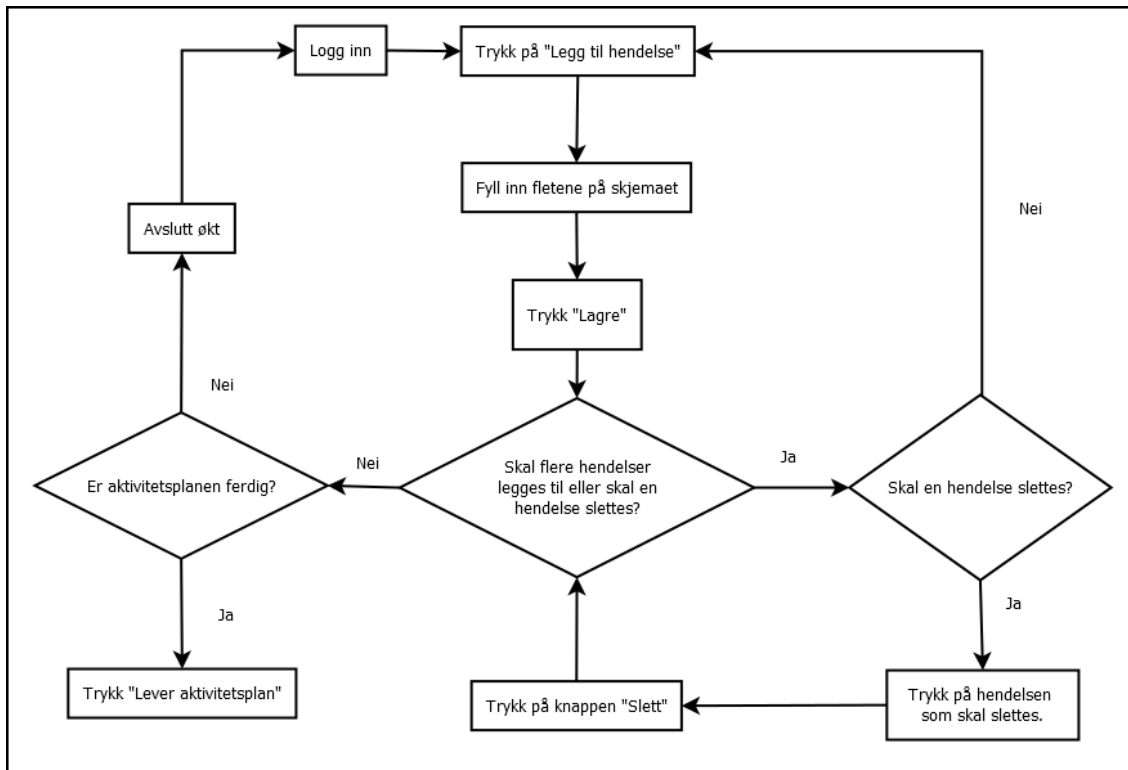 Logg inn
Trykk på "Legg til hendelse"
Fyll inn fletene på skjemaet
Nei
Avslutt økt
Trykk "Lagre"
Nei
Nei
Ja
Er aktivitetsplanen ferdig?
Skal flere hendelser
legges til eller skal en
hendelse slettes?
Skal en hendelse slettes?
Ja
Ja
Trykk "Lever aktivitetsplan"
Trykk på knappen "Slett"
Trykk på hendelsen
som skal slettes.